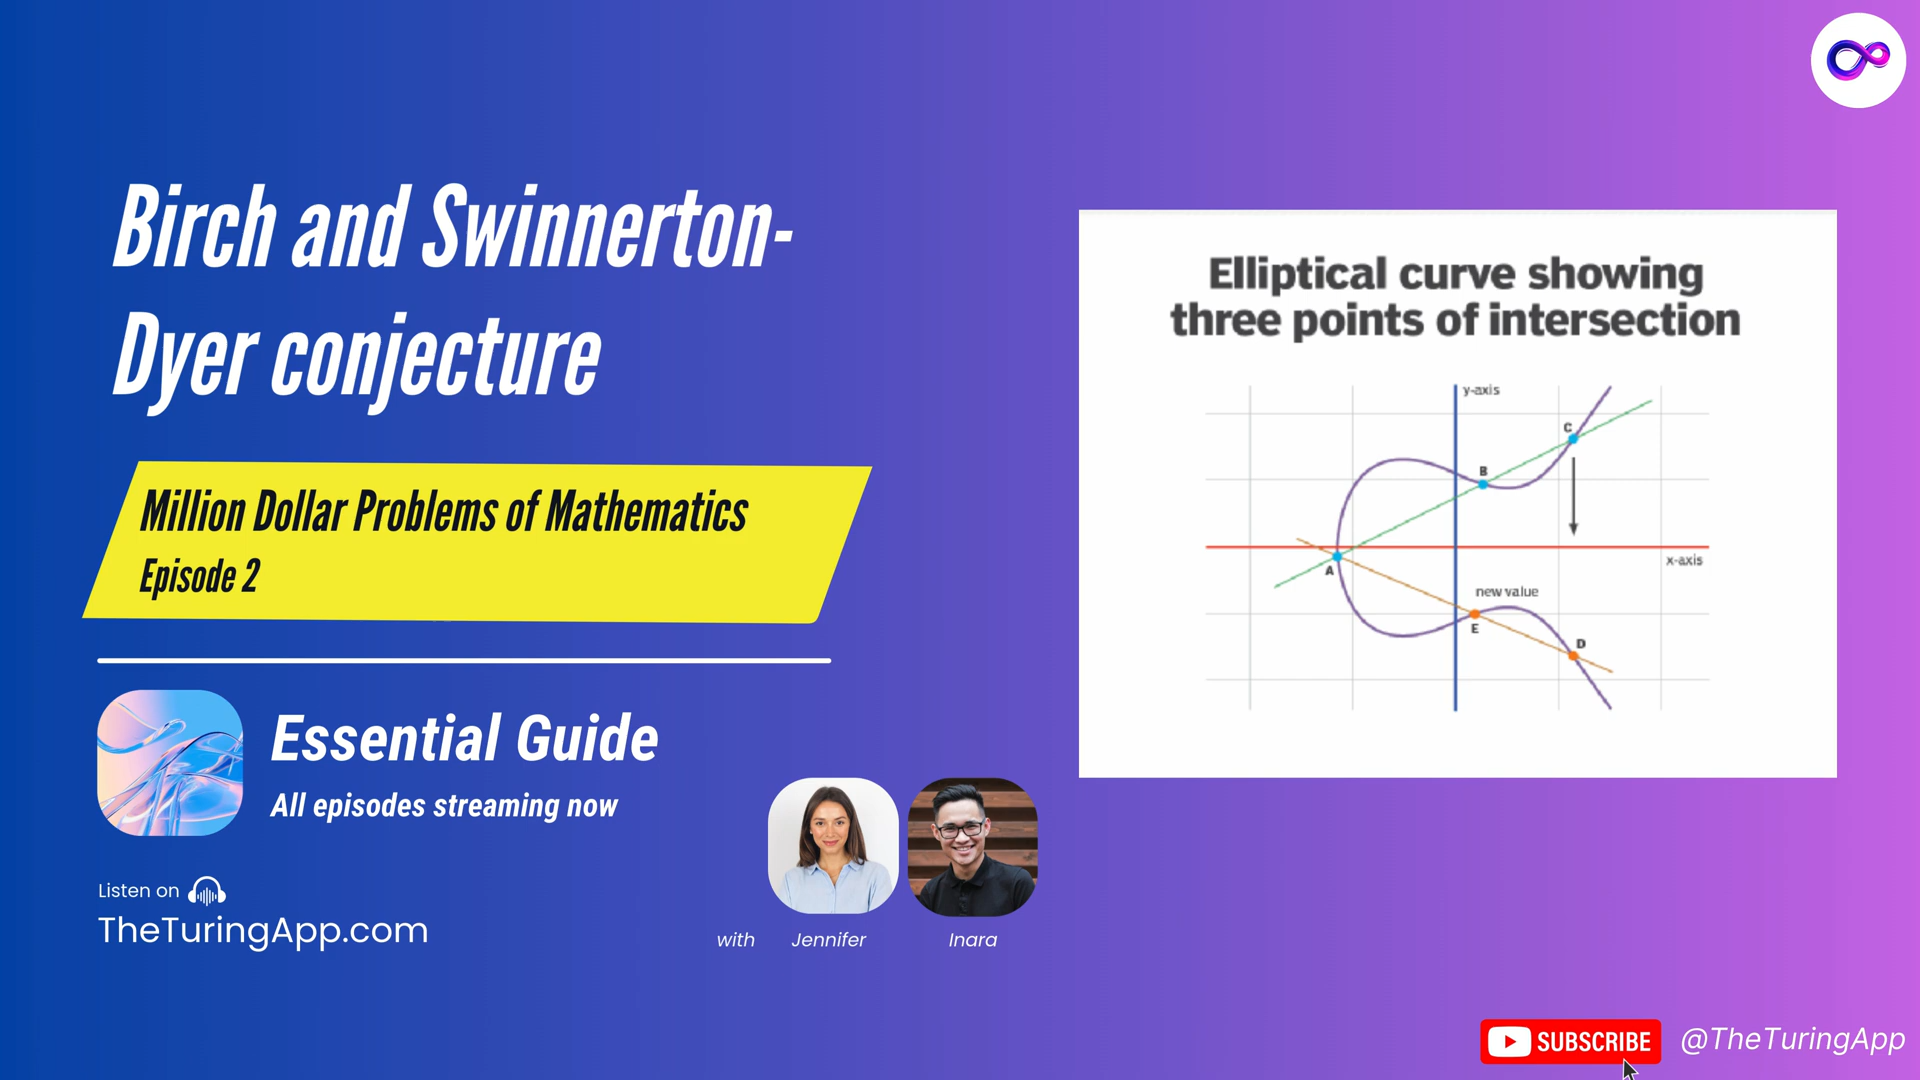 Birch and Swinnerton-
Dyer conjecture
Million Dollar Problems of Mathematics
Episode 2
Essential Guide
All episodes streaming now
Listen on
TheTuringApp.com
with Jennifer Inara
Elliptical curve showing
three points of intersection
y-axis
C
B
x-axis
A
new value
E
D
SUBSCRIBE
@TheTuringApp